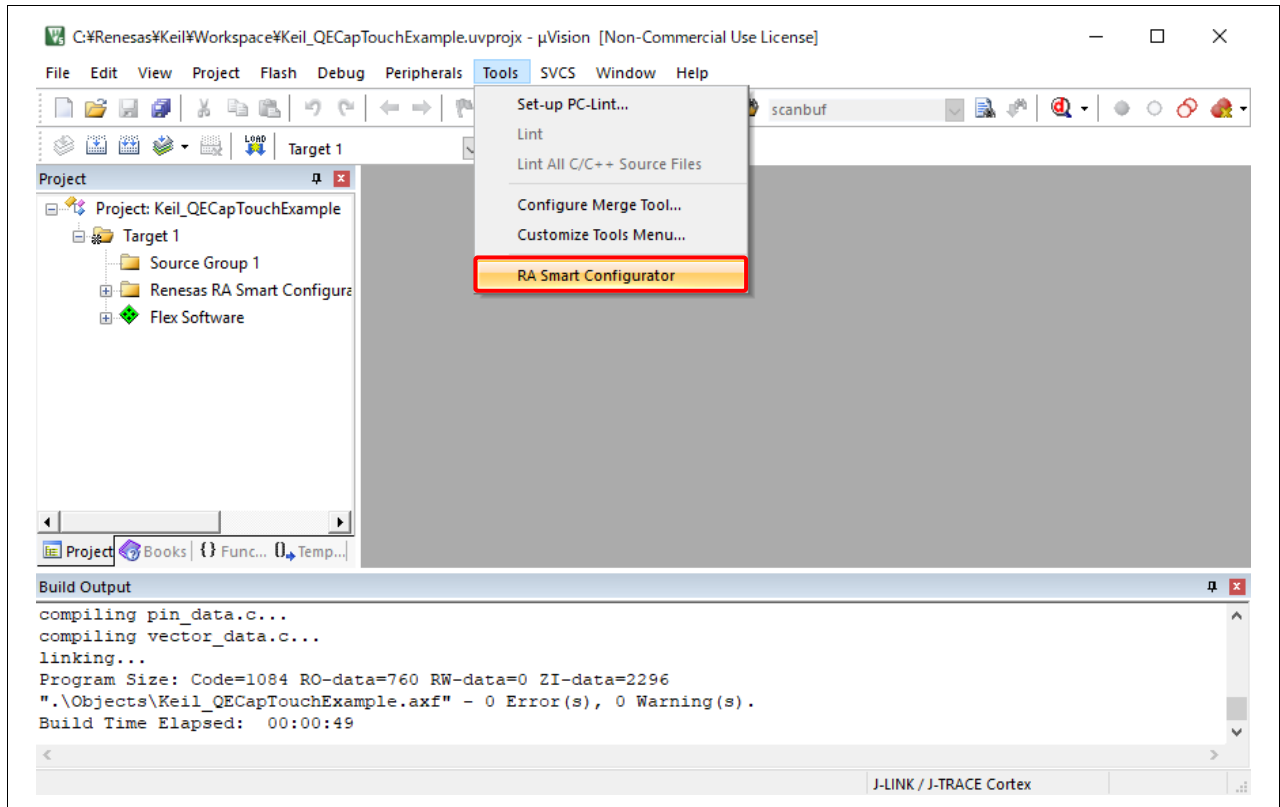 C:¥Renesas¥Keil¥Workspace¥Keil_QECapTouchExample.uvprojx - µVision [Non-Commercial Use License]
File Edit View Project Flash Debug Peripherals Tools SVCS Window Help
scanbuf
LOAD
Target 1
Set-up PC-Lint...
Lint
Lint All C/C++ Source Files
Configure Merge Tool...
Customize Tools Menu...
RA Smart Configurator
Project
Project: Keil_QECapTouchExample
Target 1
Source Group 1
Renesas RA Smart Configura
Flex Software
Project Books {} Func... 0 Temp...
Build Output
compiling pin_data.c...
compiling vector_data.c...
linking...
Program Size: Code=1084 RO-data=760 RW-data=0 ZI-data=2296
".\Objects\Keil_QECapTouchExample.axf" - 0 Error(s), 0 Warning(s).
Build Time Elapsed:  00:00:49
J-LINK / J-TRACE Cortex